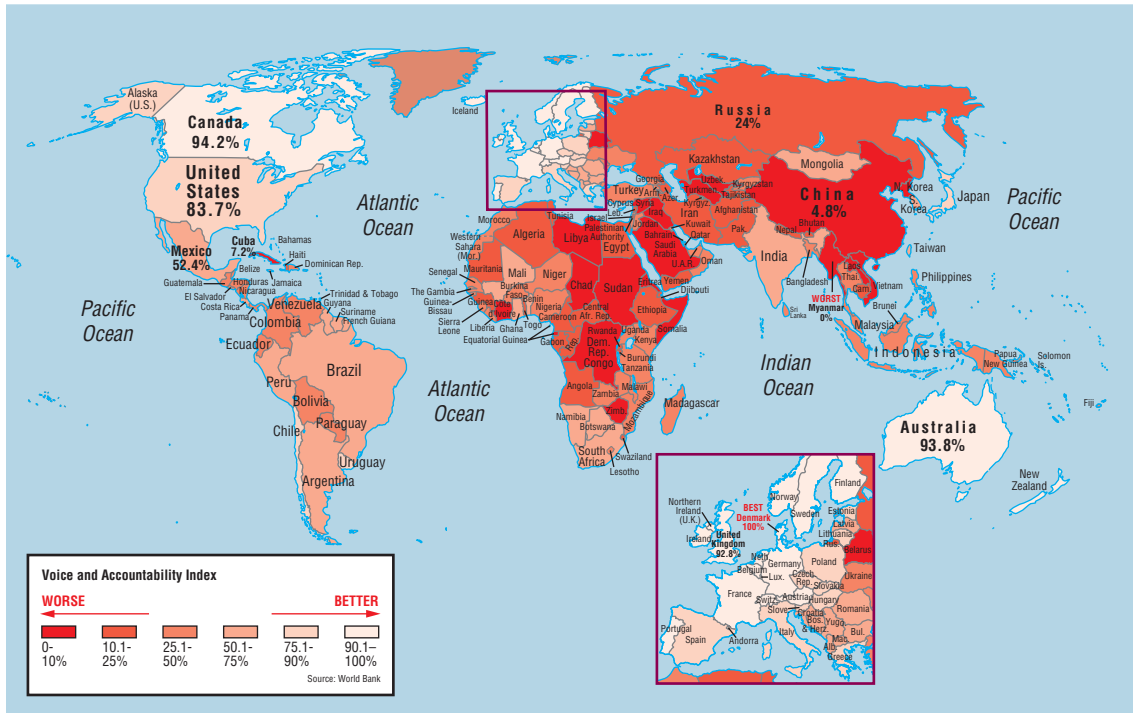 Alaska
(U.S.)
Canada
94.2%
United
States
83.7%
Mexico
52.4%
Cuba
7.2%
Bahamas
Haiti
Dominican Rep.
Belize
Jamaica
Guatemala
Honduras
Nicaragua
El Salvador
Costa Rica
Panama
Trinidad & Tobago
Guyana
Suriname
French Guiana
Venezuela
Colombia
Ecuador
Peru
Brazil
Bolivia
Paraguay
Chile
Uruguay
Argentina
Pacific
Ocean
Atlantic
Ocean
Atlantic
Ocean
Iceland
Russia
24%
Kazakhstan
Mongolia
Georgia
Uzbek.
Kyrgyzstan
Turkey
Arm.
Azer.
Turkmen.
Tajikistan
Kyrgyz.
China
4.8%
N. Korea
S.
Korea
Japan
Pacific
Ocean
Cyprus
Syria
Leb.
Iraq
Iran
Afghanistan
Israel
Palestinian
Authority
Jordan
Kuwait
Bahrain
Qatar
Saudi
Arabia
U.A.R.
Oman
Yemen
Pak.
Nepal
Bhutan
India
Bangladesh
Sri
Lanka
WORST
Myanmar
0%
Laos
Thai.
Cam.
Vietnam
Taiwan
Philippines
Brunei
Malaysia
Indonesia
Papua
New Guinea
Solomon
Is.
Fiji
Indian
Ocean
Australia
93.8%
New
Zealand
Morocco
Tunisia
Algeria
Libya
Egypt
Western
Sahara
(Mor.)
Mauritania
Mali
Niger
Chad
Sudan
Eritrea
Djibouti
Senegal
The Gambia
Guinea-
Bissau
Guinea
Sierra
Leone
Liberia
Côte
d'Ivoire
Burkina
Faso
Ghana
Togo
Benin
Nigeria
Cameroon
Equatorial Guinea
Gabon
Rep.
Central
Afr. Rep.
Ethiopia
Somalia
Uganda
Kenya
Rwanda
Dem.
Rep.
Congo
Burundi
Tanzania
Angola
Zambia
Malawi
Mozambique
Zimb.
Madagascar
Namibia
Botswana
South
Africa
Swaziland
Lesotho
Norway
Sweden
Finland
Northern
Ireland
(U.K.)
Ireland
United
Kingdom
92.8%
BEST
Denmark
100%
Estonia
Latvia
Lithuania
Rus.
Belarus
Neth.
Belgium
Lux.
Germany
Poland
Czech.
Rep.
Slovakia
Ukraine
France
Switz.
Austria
Hungary
Slove.
Croatia
Bos.
& Herz.
Yugo.
Romania
Bul.
Mac.
Alb.
Greece
Italy
Portugal
Spain
Andorra
Voice and Accountability Index
WORSE BETTER
0-
10%
10.1-
25%
25.1-
50%
50.1-
75%
75.1-
90%
90.1–
100%
Source: World Bank